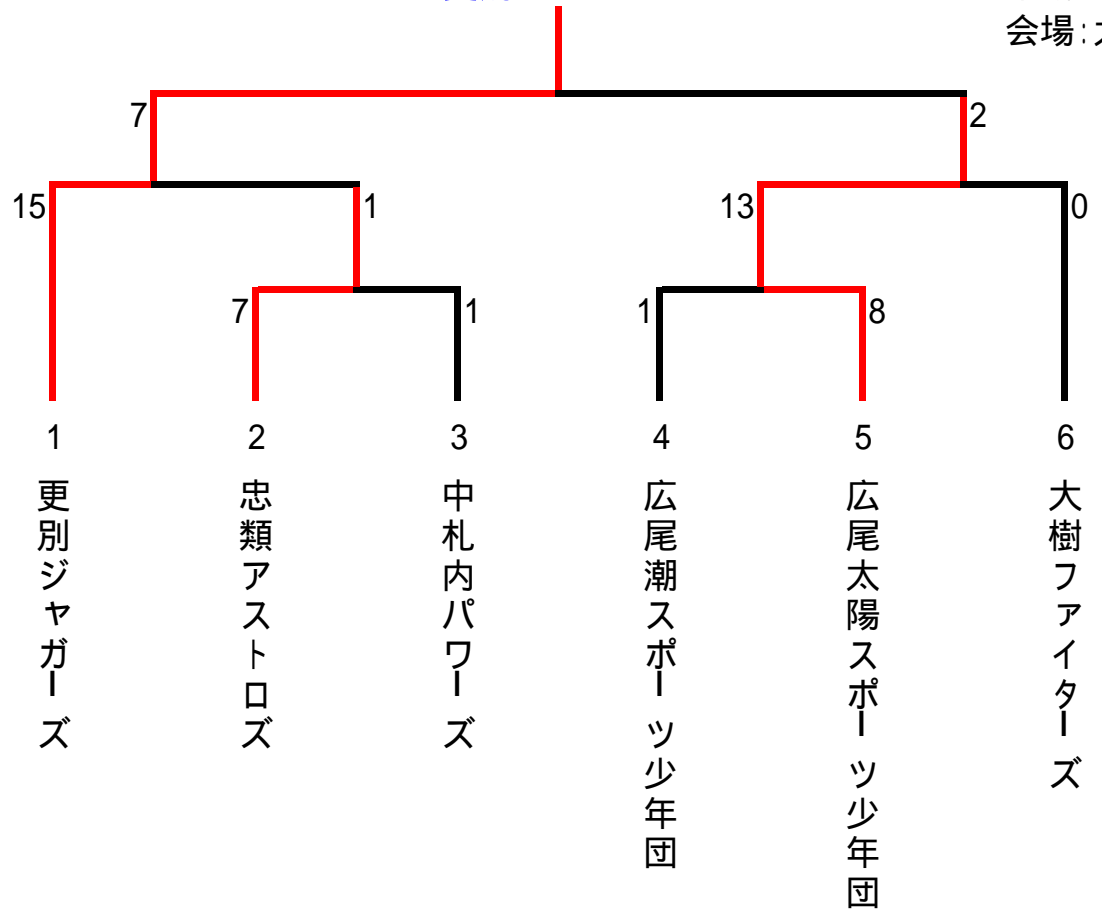 会場:
7
2
15
1
13
0
7
1
1
8
1
2
3
4
5
6
更別ジャガーズ
忠類アストロズ
中札内パワーズ
広尾潮スポーツ少年団
広尾太陽スポーツ少年団
大樹ファイターズ